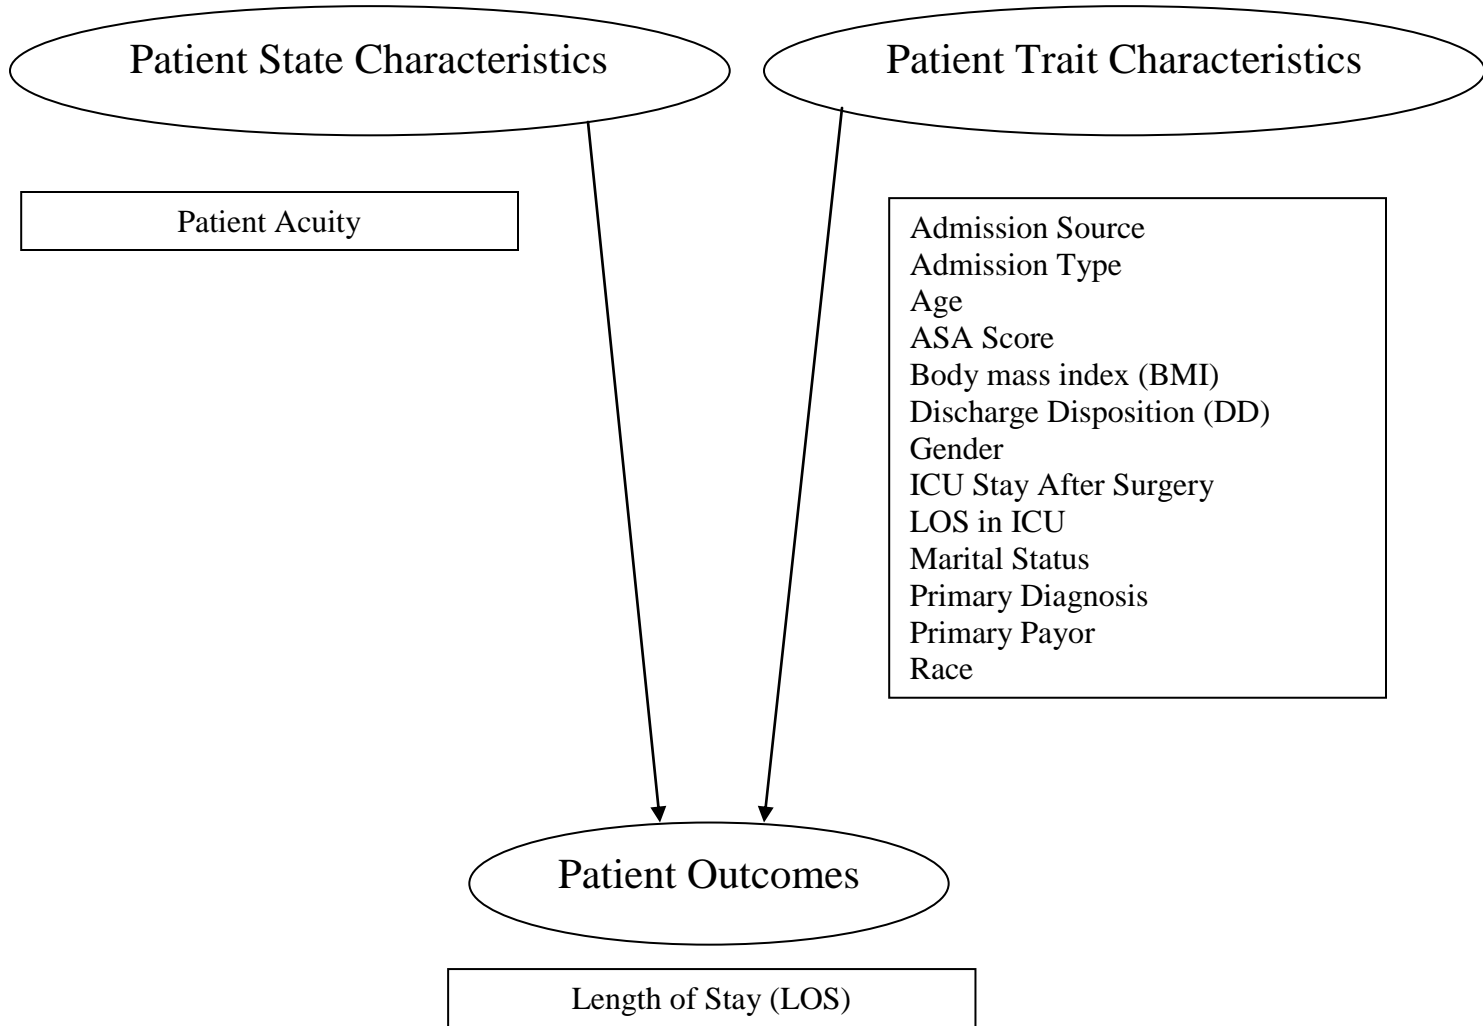 Patient State Characteristics
Patient Trait Characteristics
Patient Acuity
Admission Source
Admission Type
Age
ASA Score
Body mass index (BMI)
Discharge Disposition (DD)
Gender
ICU Stay After Surgery
LOS in ICU
Marital Status
Primary Diagnosis
Primary Payor
Race
Patient Outcomes
Length of Stay (LOS)